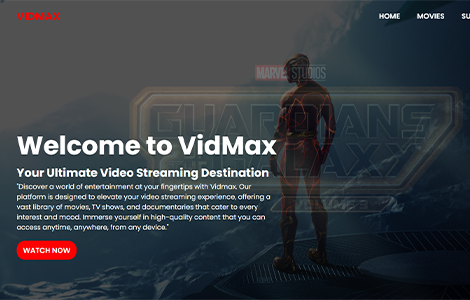 VIDMAX
HOME MOVIES SU
MARVEL STUDIOS
GUARDIANS
OF THE
GALAXY
Welcome to VidMax
Your Ultimate Video Streaming Destination
"Discover a world of entertainment at your fingertips with Vidmax. Our
platform is designed to elevate your video streaming experience, offering a
vast library of movies, TV shows, and documentaries that cater to every
interest and mood. Immerse yourself in high-quality content that you can
access anytime, anywhere, from any device."
WATCH NOW